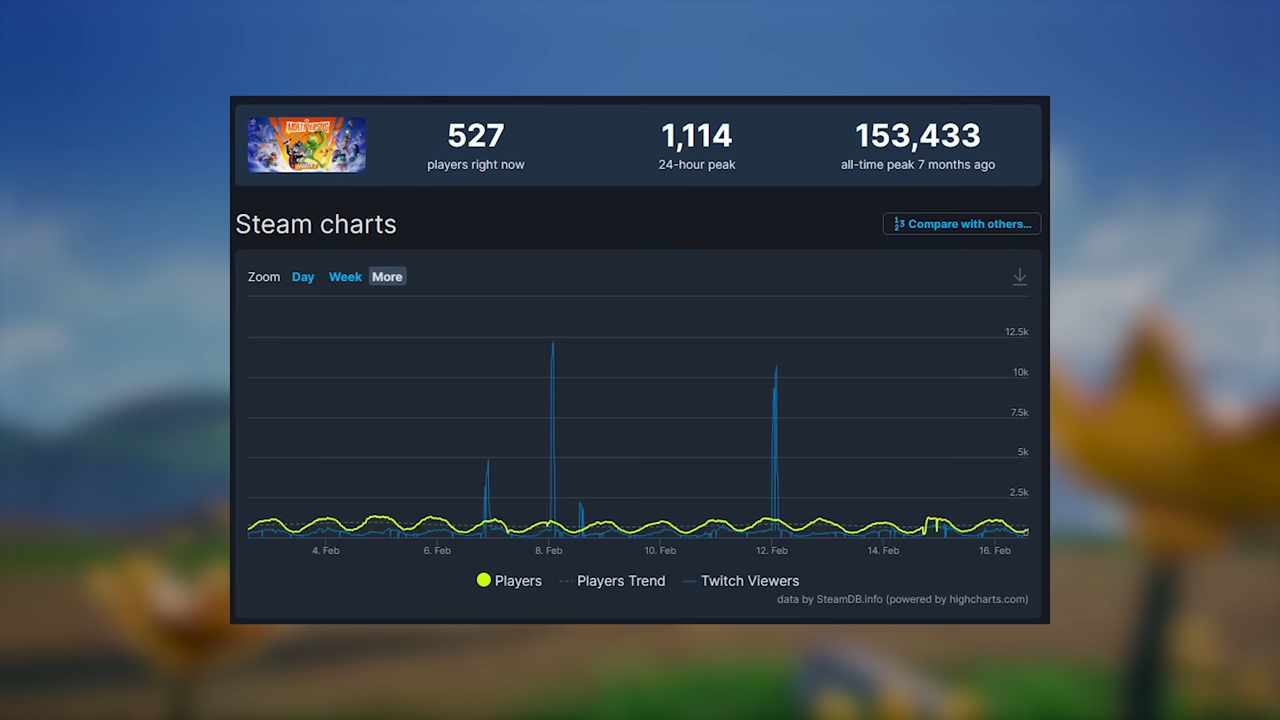 MULTIVERSUS
527
players right now
1,114
24-hour peak
153,433
all-time peak 7 months ago
Steam charts
Compare with others...
Zoom Day Week More
12.5k
10k
7.5k
5k
2.5k
0
4. Feb 6. Feb 8. Feb 10. Feb 12. Feb 14. Feb 16. Feb
Players Players Trend Twitch Viewers
data by SteamDB.info (powered by highcharts.com)